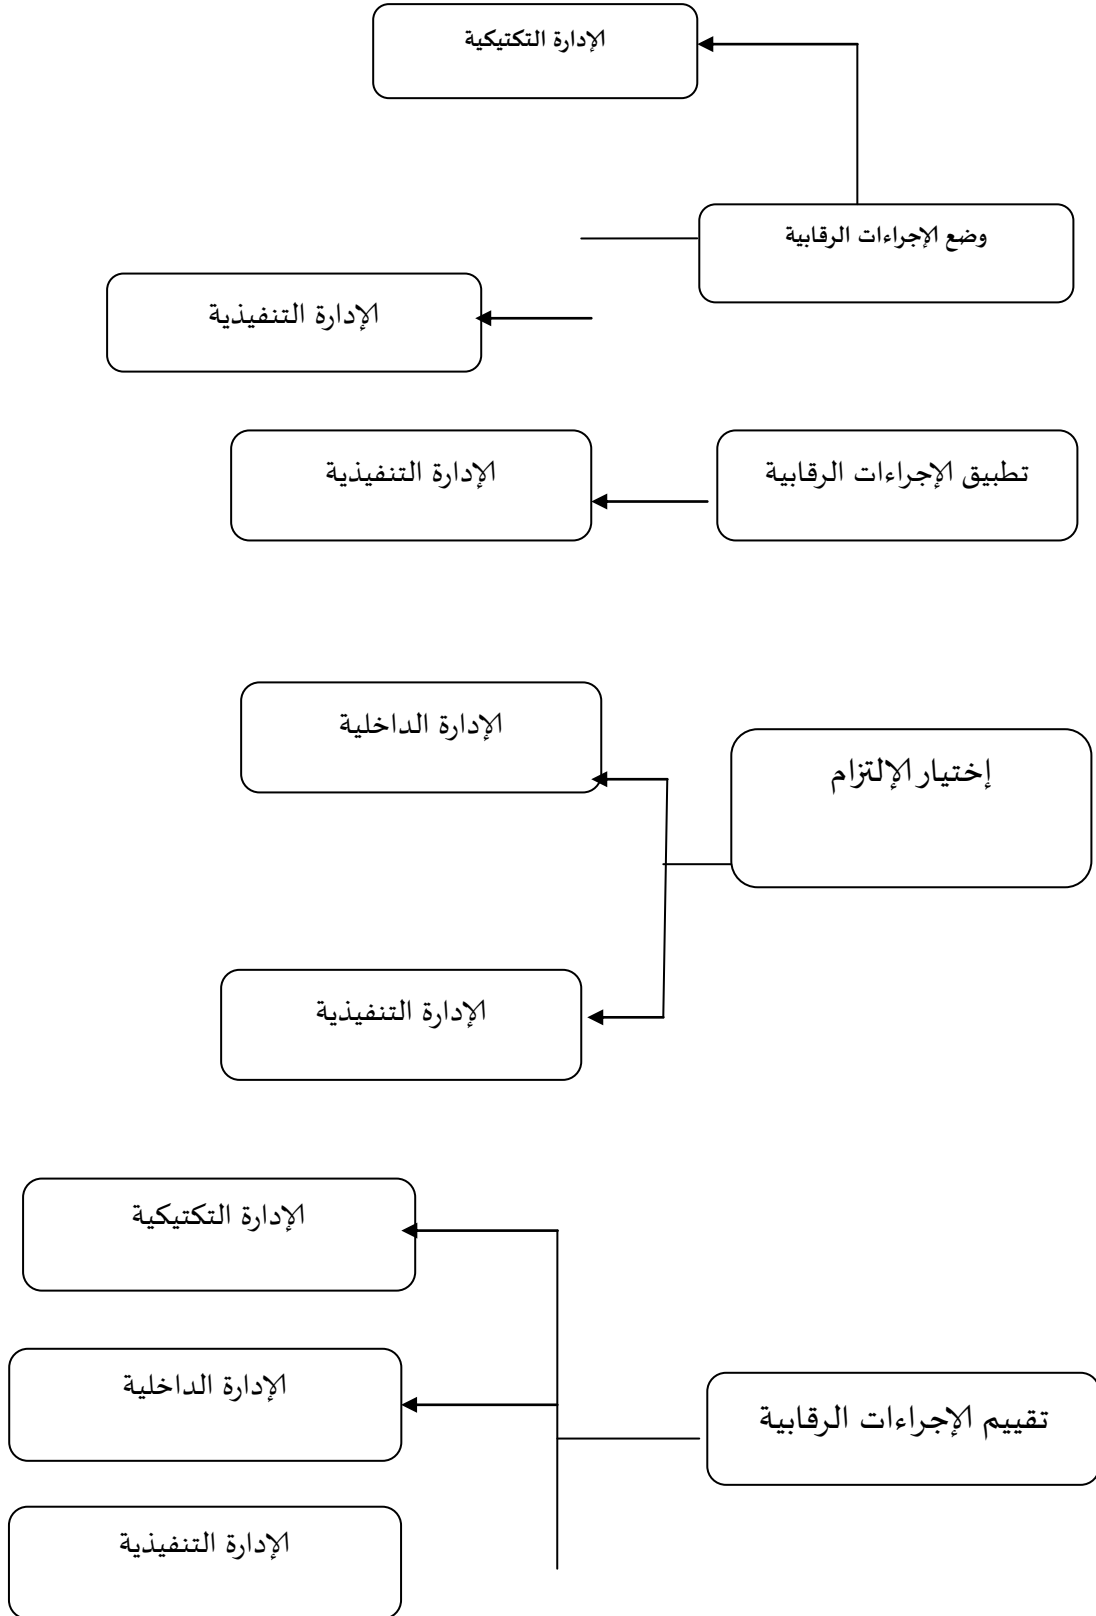 الإدارة التكتيكية
وضع الإجراءات الرقابية
الإدارة التنفيذية
تطبيق الإجراءات الرقابية
الإدارة التنفيذية
الإدارة الداخلية
إختيار الإلتزام
الإدارة التنفيذية
الإدارة التكتيكية
الإدارة الداخلية
تقييم الإجراءات الرقابية
الإدارة التنفيذية